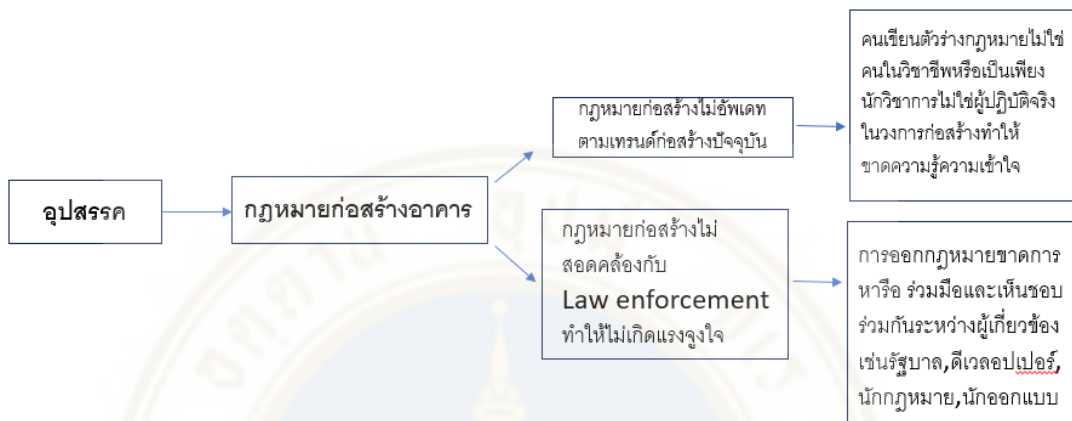 อุปสรรค
กฎหมายก่อสร้างอาคาร
กฎหมายก่อสร้างไม่อัพเดท
ตามเทรนด์ก่อสร้างปัจจุบัน
คนเขียนตัวร่างกฎหมายไม่ใช่
คนในวิชาชีพหรือเป็นเพียง
นักวิชาการไม่ใช่ผู้ปฏิบัติจริง
ในวงการก่อสร้างทำให้
ขาดความรู้ความเข้าใจ
กฎหมายก่อสร้างไม่
สอดคล้องกับ
Law enforcement
ทำให้ไม่เกิดแรงจูงใจ
การออกกฎหมายขาดการ
หารือ ร่วมมือและเห็นชอบ
ร่วมกันระหว่างผู้เกี่ยวข้อง
เช่นรัฐบาล,ดีเวลอปเปอร์,
นักกฎหมาย,นักออกแบบ